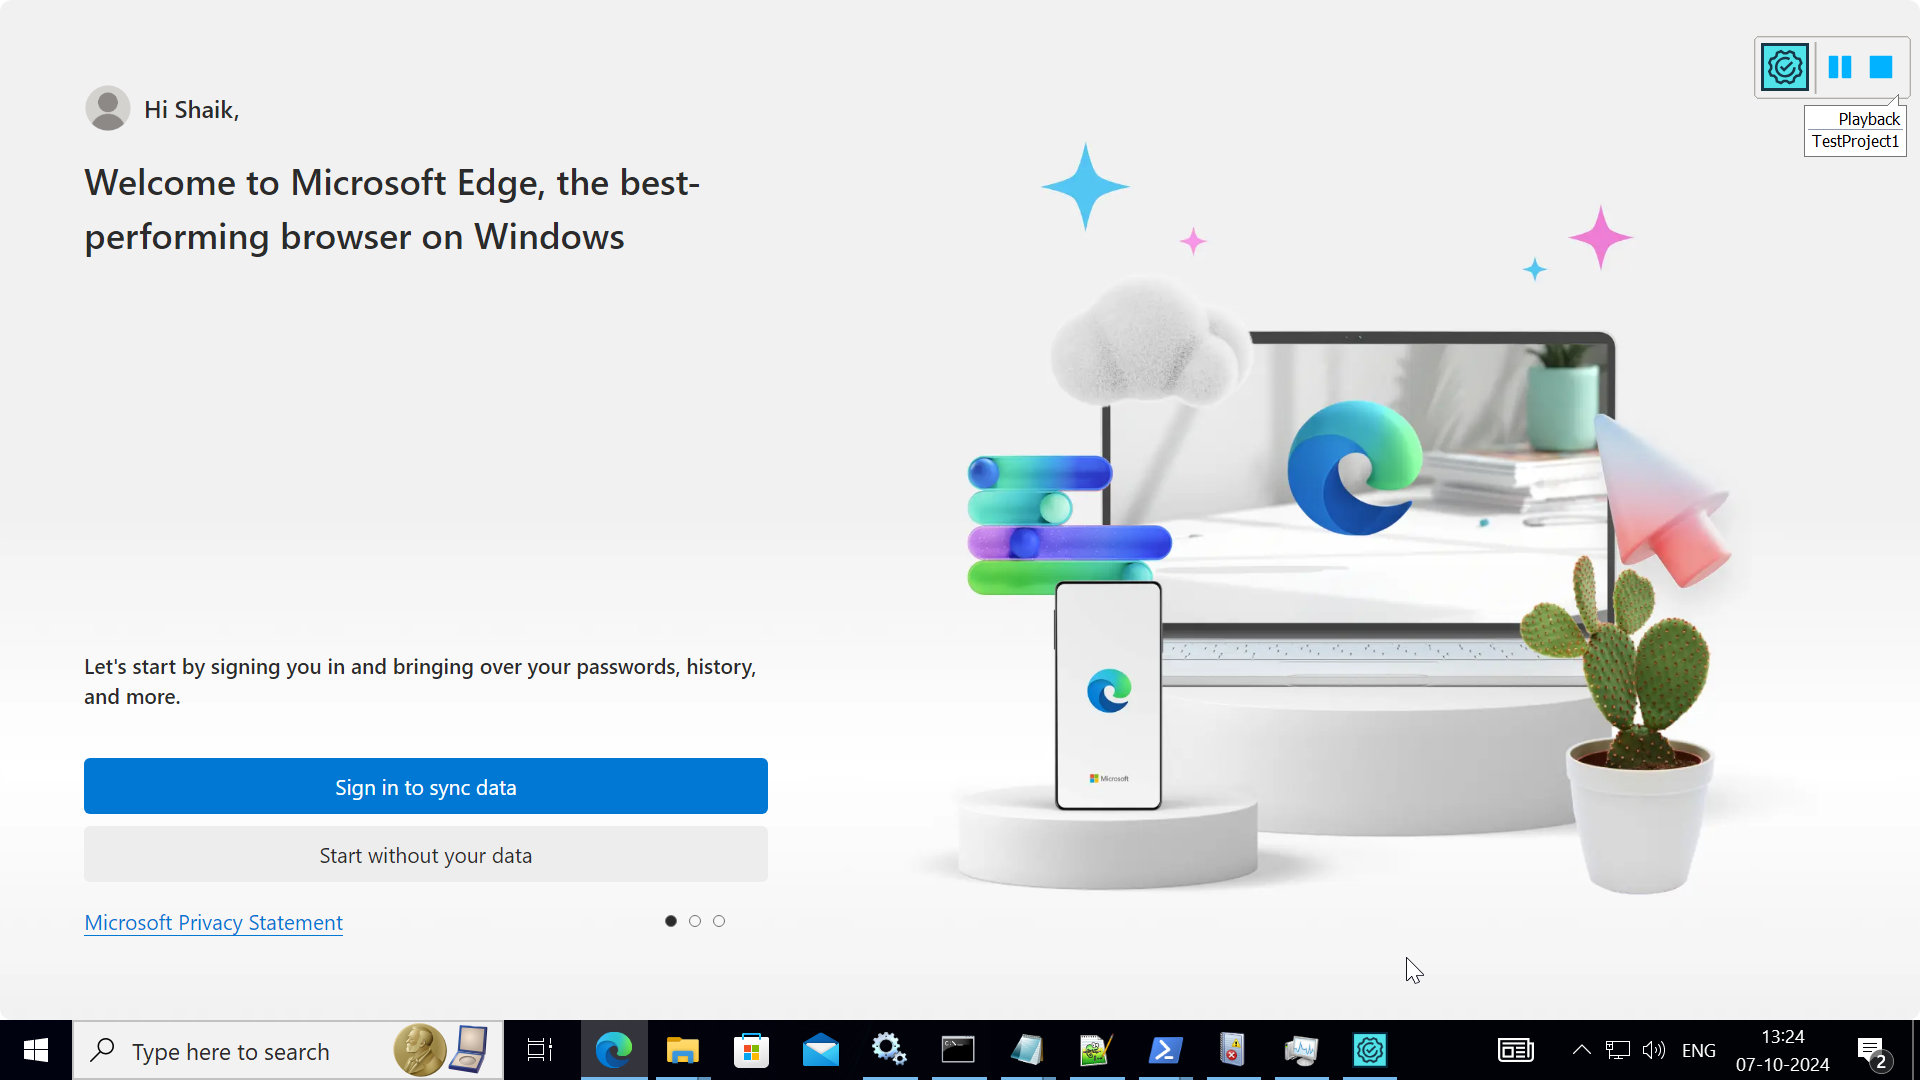 Hi Shaik,
Welcome to Microsoft Edge, the best-
performing browser on Windows
Playback
TestProject1
Let's start by signing you in and bringing over your passwords, history,
and more.
Sign in to sync data
Start without your data
Microsoft Privacy Statement
Microsoft
Type here to search
ENG
13:24
07-10-2024
2